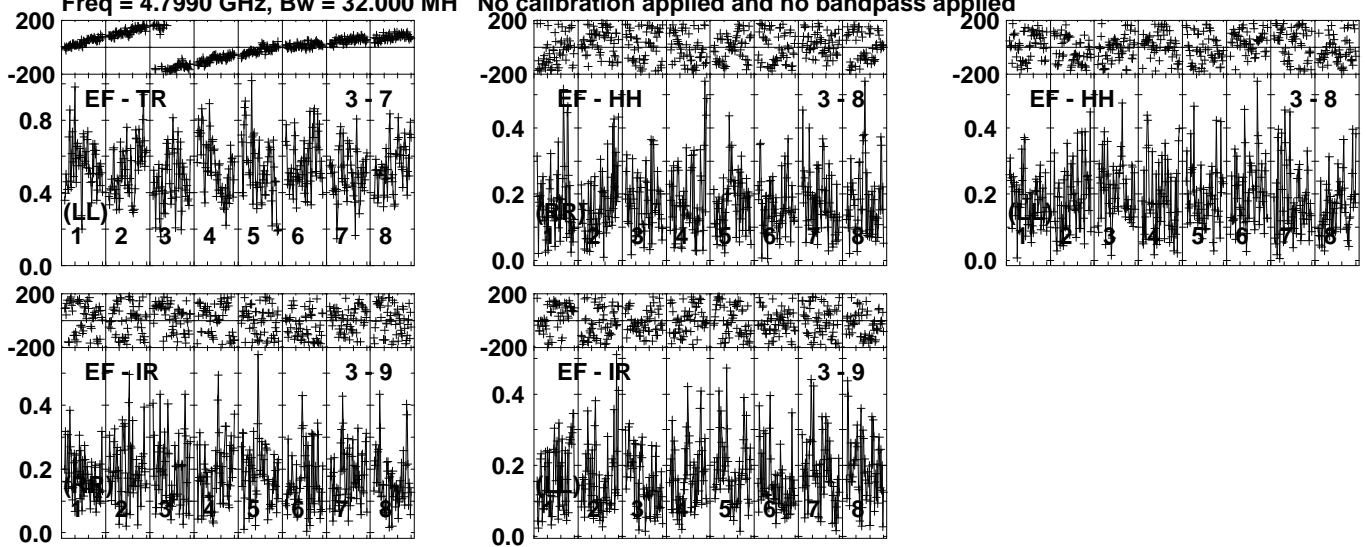 Freq = 4.7990 GHz, Bw = 32.000 MH No calibration applied and no bandpass applied
200
-200
EF - TR 3 - 7
0.8
0.4
(LL)
1 2 3 4 5 6 7 8
0.0
200
-200
EF - HH 3 - 8
0.4
0.2
(RR)
1 2 3 4 5 6 7 8
0.0
200
-200
EF - HH 3 - 8
0.4
0.2
(LL)
1 2 3 4 5 6 7 8
0.0
200
-200
EF - IR 3 - 9
0.4
0.2
(RR)
1 2 3 4 5 6 7 8
0.0
200
-200
EF - IR 3 - 9
0.4
0.2
(LL)
1 2 3 4 5 6 7 8
0.0